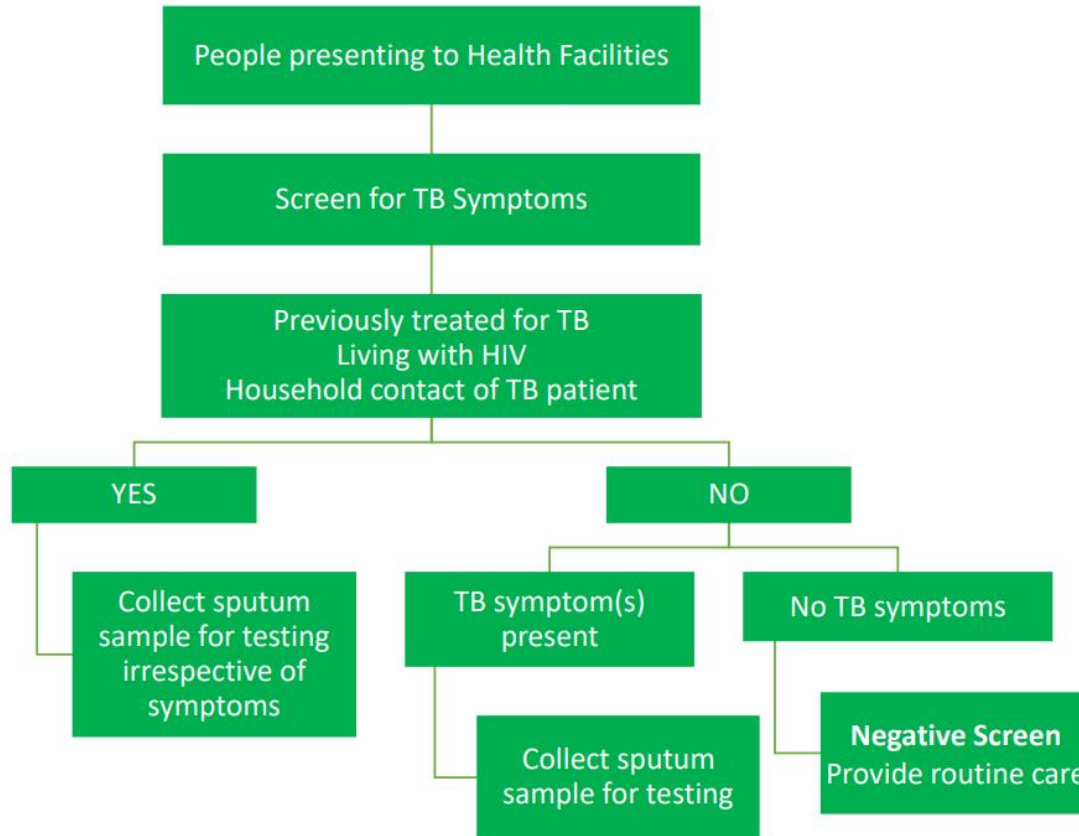 People presenting to Health Facilities
Screen for TB Symptoms
Previously treated for TB
Living with HIV
Household contact of TB patient
YES
NO
Collect sputum
sample for testing
irrespective of
symptoms
TB symptom(s)
present
No TB symptoms
Collect sputum
sample for testing
Negative Screen
Provide routine care